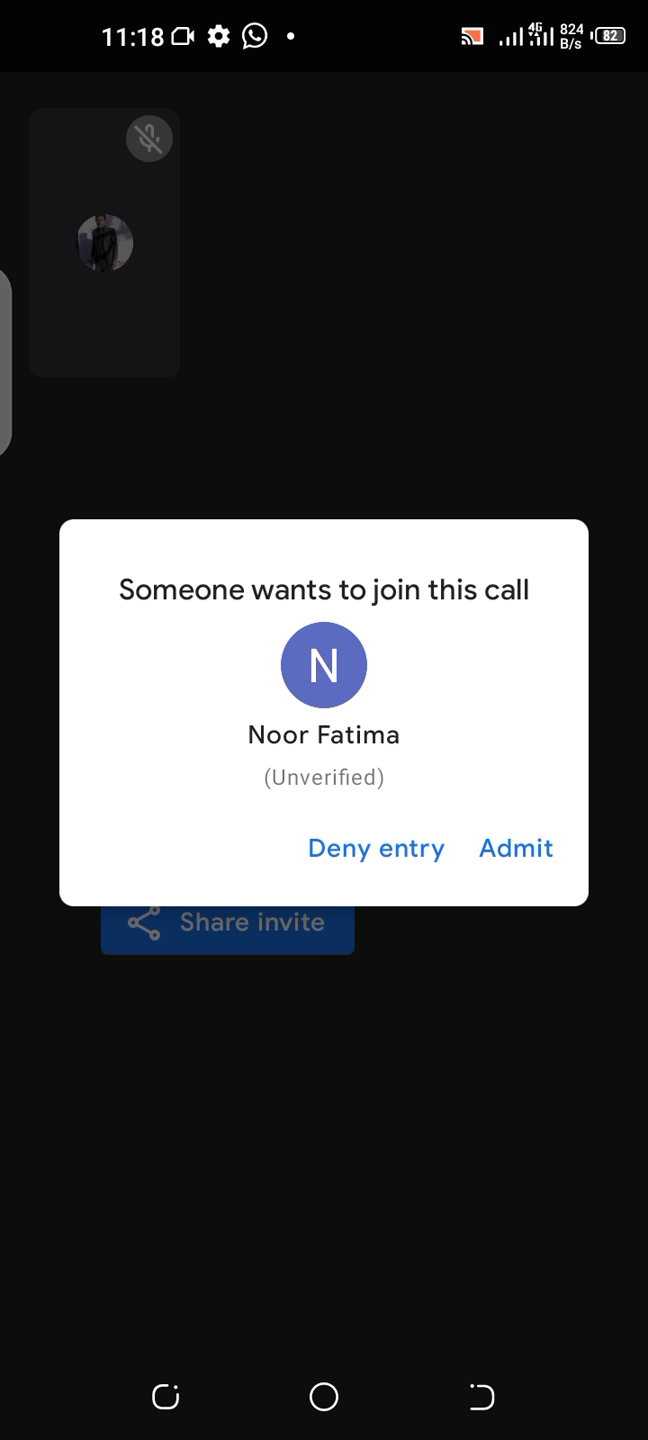 11:18
4G
824
B/s
82
Someone wants to join this call
N
Noor Fatima
(Unverified)
Deny entry Admit
Share invite